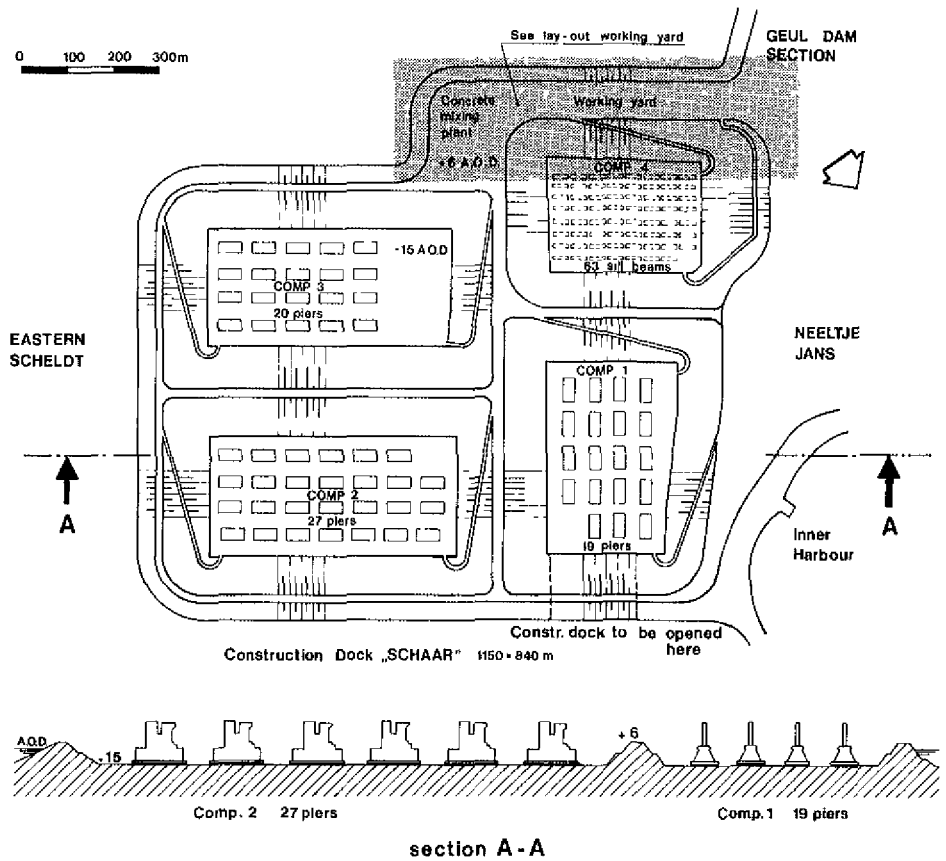 See lay-out working yard
GEUL DAM
SECTION
0 100 200 300m
Concrete
mixing
plant
Working yard
+6 A.O.D.
COMP 4
63 sill beams
-15 A.O.D
COMP 3
20 piers
EASTERN
SCHELDT
NEELTJE
JANS
COMP 1
19 piers
COMP 2
27 piers
A
A
Inner
Harbour
Constr. dock to be opened
here
Construction Dock „SCHAAR" 1150 × 840 m
A.O.D.
-15
+6
Comp. 2 27 piers
Comp. 1 19 piers
section A-A